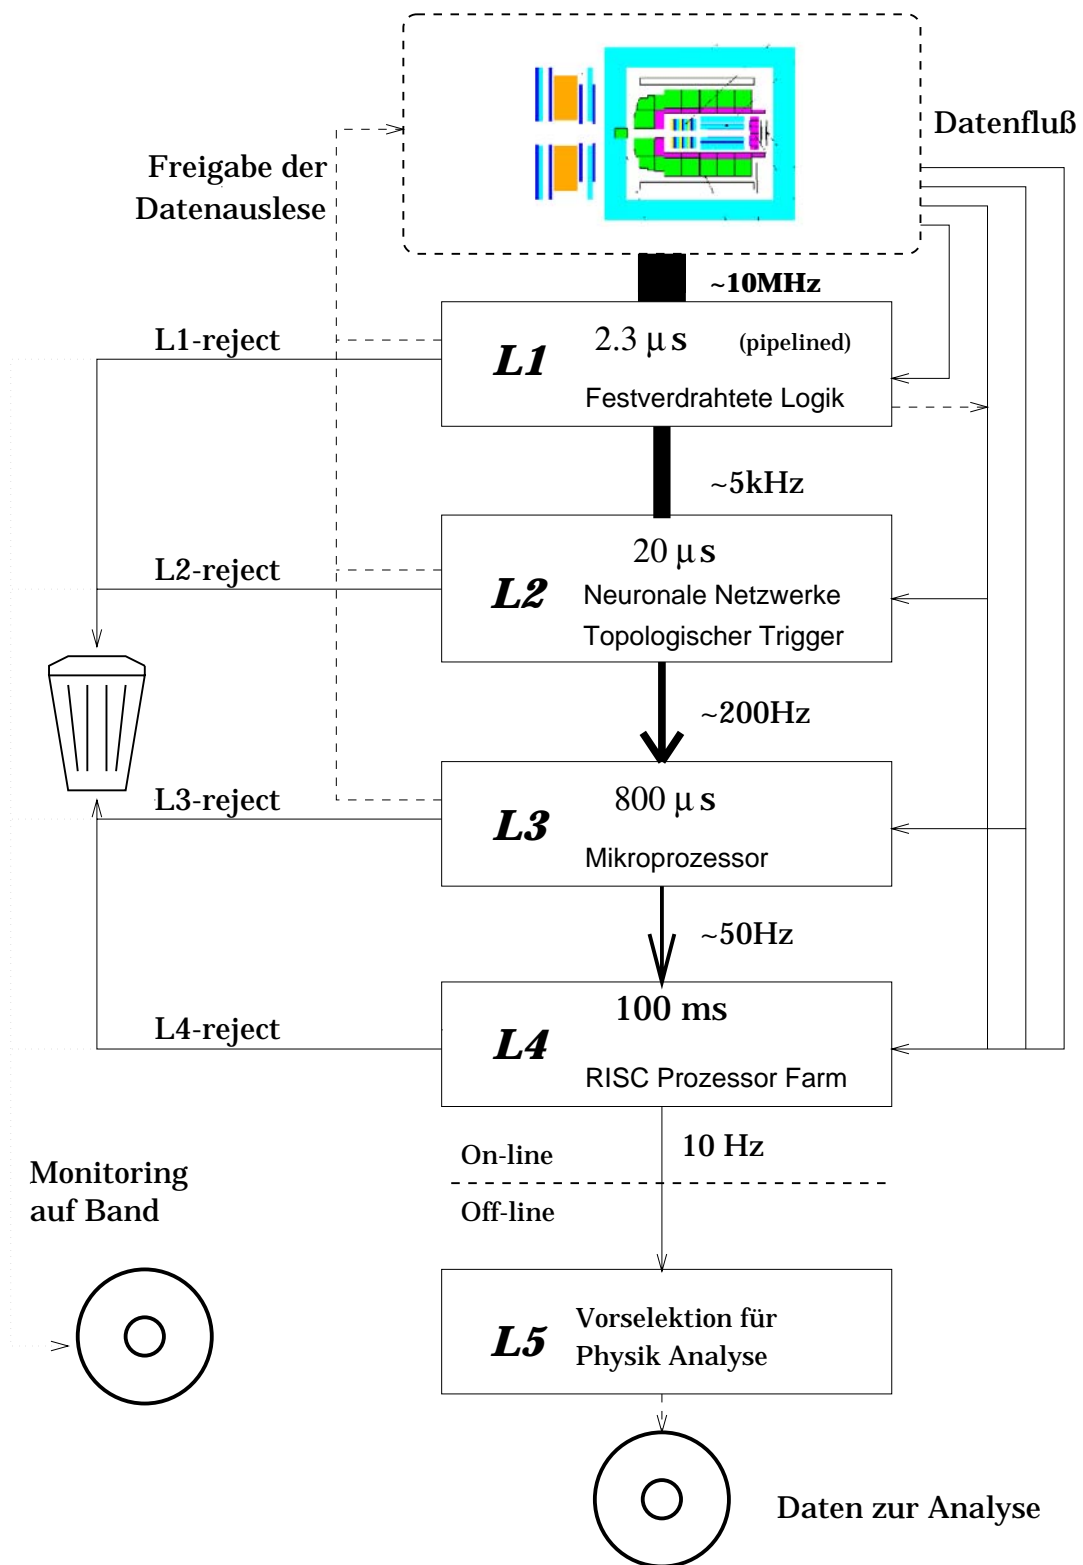 Datenfluß
Freigabe der
Datenauslese
~10MHz
L1-reject
L1
2.3 µs
(pipelined)
Festverdrahtete Logik
~5kHz
L2-reject
L2
20 µs
Neuronale Netzwerke
Topologischer Trigger
~200Hz
L3-reject
L3
800 µs
Mikroprozessor
~50Hz
L4-reject
L4
100 ms
RISC Prozessor Farm
On-line
10 Hz
Off-line
Monitoring
auf Band
L5
Vorselektion für
Physik Analyse
Daten zur Analyse